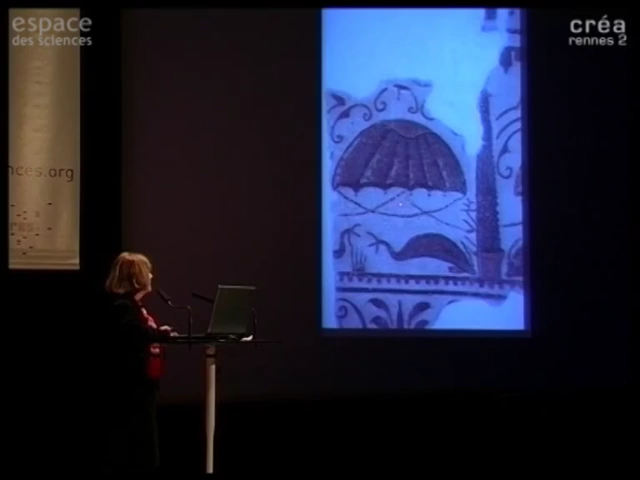 espace
des sciences
créa
rennes 2
nces.org